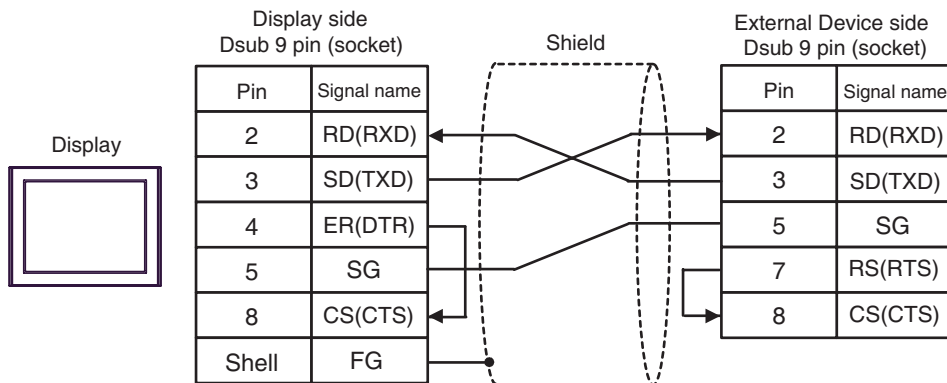 Display side
Dsub 9 pin (socket)
Shield
External Device side
Dsub 9 pin (socket)
Display
Pin Signal name
2 RD(RXD)
3 SD(TXD)
4 ER(DTR)
5 SG
8 CS(CTS)
Shell FG
Pin Signal name
2 RD(RXD)
3 SD(TXD)
5 SG
7 RS(RTS)
8 CS(CTS)